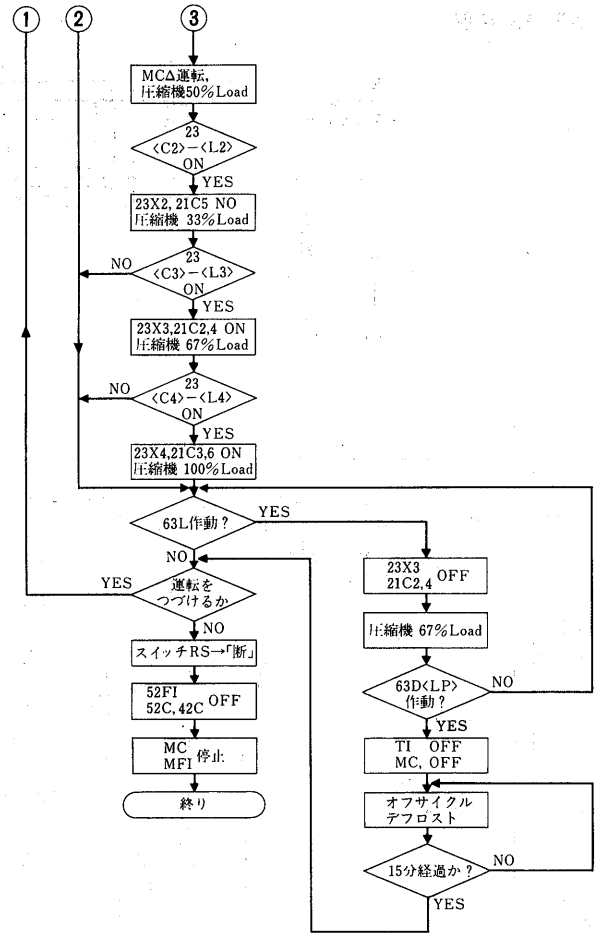 1
2
3
MCΔ運転,
圧縮機50%Load
23
<C2>−<L2>
ON
YES
23X2, 21C5 NO
圧縮機 33%Load
23
<C3>−<L3>
ON
NO
YES
23X3,21C2,4 ON
圧縮機 67%Load
23
<C4>−<L4>
ON
NO
YES
23X4,21C3,6 ON
圧縮機 100%Load
63L作動?
YES
NO
運転を
つづけるか
YES
NO
スイッチRS→「断」
52FI
52C,42C OFF
MC
MFI 停止
終り
23X3
21C2,4 OFF
圧縮機 67%Load
63D<LP>
作動?
NO
YES
TI OFF
MC, OFF
オフサイクル
デフロスト
15分経過か?
NO
YES